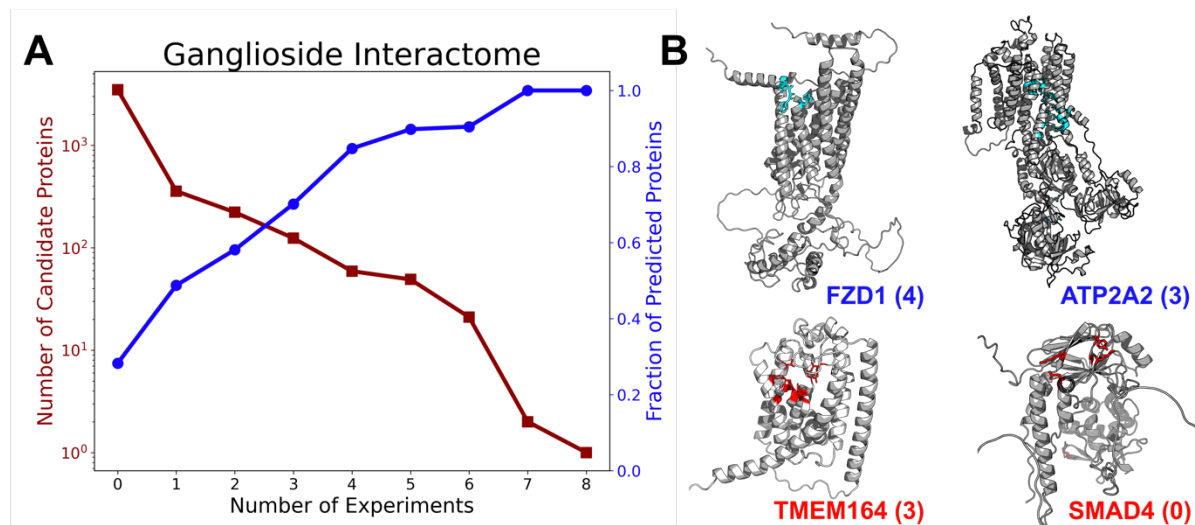 A
Ganglioside Interactome
Number of Candidate Proteins
10³
10²
10¹
10⁰
0 1 2 3 4 5 6 7 8
Number of Experiments
1.0
0.8
0.6
0.4
0.2
0.0
Fraction of Predicted Proteins
B
FZD1 (4)
ATP2A2 (3)
TMEM164 (3)
SMAD4 (0)